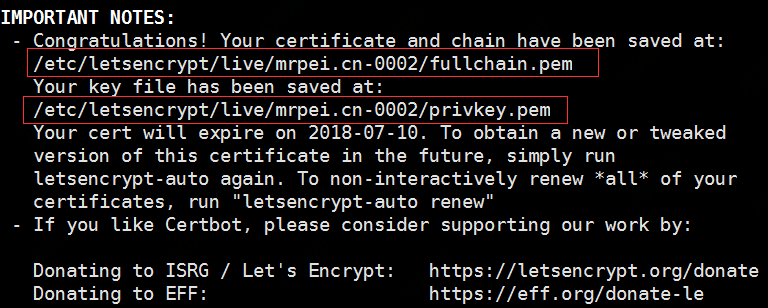 IMPORTANT NOTES:
- Congratulations! Your certificate and chain have been saved at:
/etc/letsencrypt/live/mrpei.cn-0002/fullchain.pem
Your key file has been saved at:
/etc/letsencrypt/live/mrpei.cn-0002/privkey.pem
Your cert will expire on 2018-07-10. To obtain a new or tweaked
version of this certificate in the future, simply run
letsencrypt-auto again. To non-interactively renew *all* of your
certificates, run "letsencrypt-auto renew"
- If you like Certbot, please consider supporting our work by:
Donating to ISRG / Let's Encrypt:   https://letsencrypt.org/donate
Donating to EFF:                    https://eff.org/donate-le